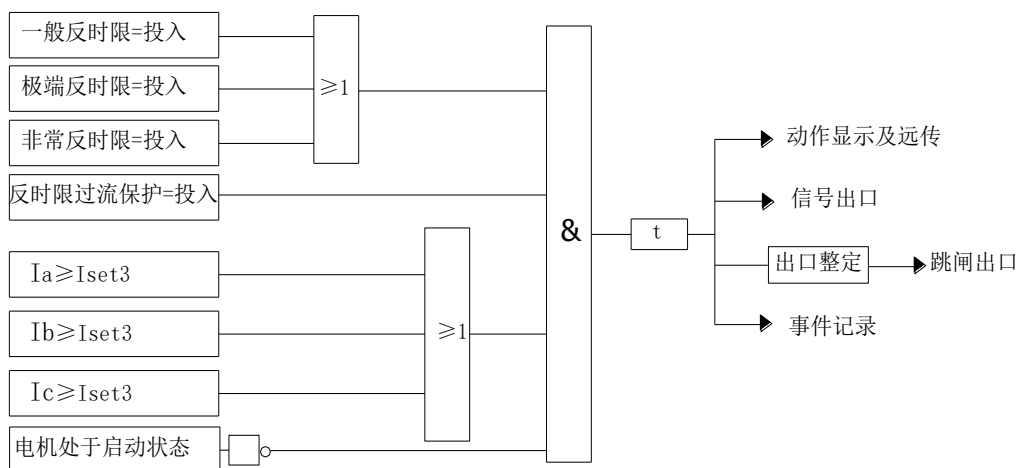 一般反时限=投入
极端反时限=投入
非常反时限=投入
≥1
反时限过流保护=投入
Ia≥Iset3
Ib≥Iset3
Ic≥Iset3
≥1
电机处于启动状态
&
t
动作显示及远传
信号出口
出口整定
跳闸出口
事件记录